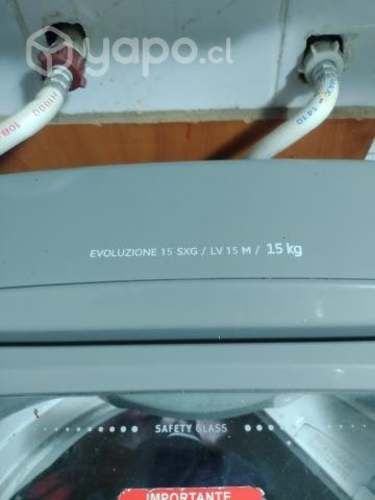 yapo.cl
EVOLUZIONE 15 SXG / LV 15 M / 15 kg
SAFETY GLASS
IMPORTANTE